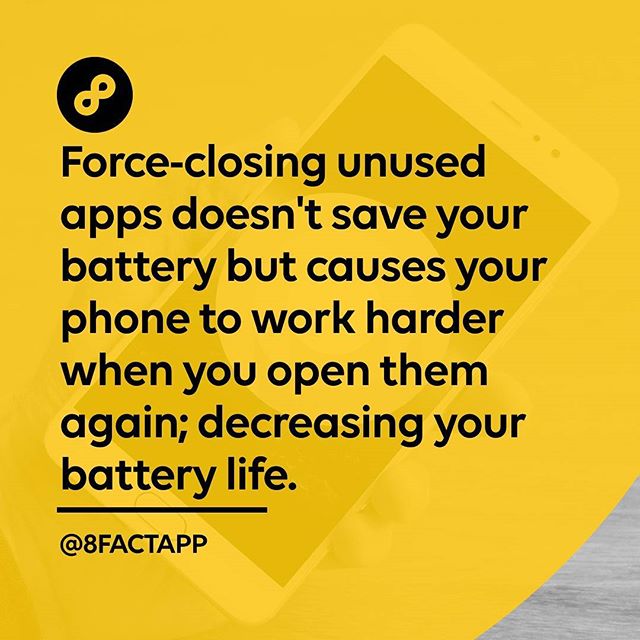 Force-closing unused
apps doesn't save your
battery but causes your
phone to work harder
when you open them
again; decreasing your
battery life.
@8FACTAPP